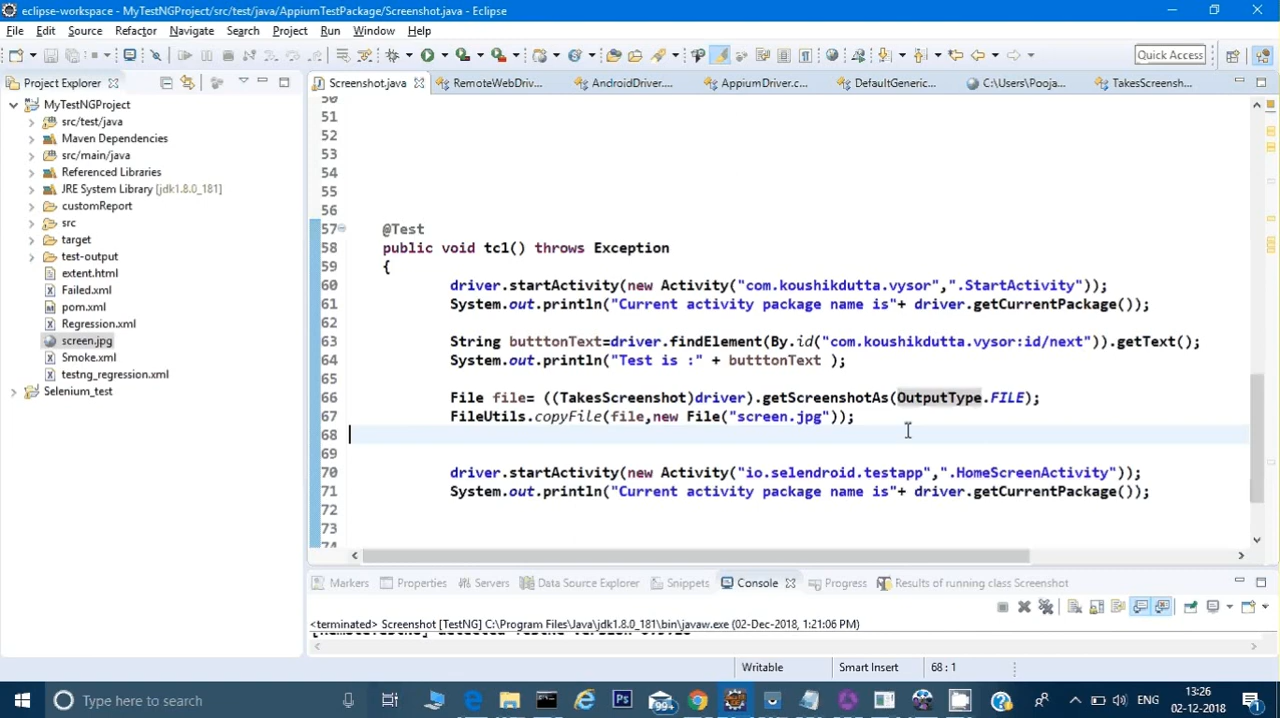 eclipse-workspace - MyTestNGProject/src/test/java/AppiumTestPackage/Screenshot.java - Eclipse
File Edit Source Refactor Navigate Search Project Run Window Help
Quick Access
Project Explorer
Screenshot.java
RemoteWebDriv...
AndroidDriver....
AppiumDriver.c...
DefaultGeneric...
C:\Users\Pooja...
TakesScreensh...
MyTestNGProject
src/test/java
Maven Dependencies
src/main/java
Referenced Libraries
JRE System Library [jdk1.8.0_181]
customReport
src
target
test-output
extent.html
Failed.xml
pom.xml
Regression.xml
screen.jpg
Smoke.xml
testng_regression.xml
Selenium_test
50
51
52
53
54
55
56
57 @Test
58 public void tc1() throws Exception
59 {
60 driver.startActivity(new Activity("com.koushikdutta.vysor",".StartActivity"));
61 System.out.println("Current activity package name is"+ driver.getCurrentPackage());
62
63 String butttonText=driver.findElement(By.id("com.koushikdutta.vysor:id/next")).getText();
64 System.out.println("Test is :" + butttonText );
65
66 File file= ((TakesScreenshot)driver).getScreenshotAs(OutputType.FILE);
67 FileUtils.copyFile(file,new File("screen.jpg"));
68
69
70 driver.startActivity(new Activity("io.selendroid.testapp",".HomeScreenActivity"));
71 System.out.println("Current activity package name is"+ driver.getCurrentPackage());
72
73
74
Markers Properties Servers Data Source Explorer Snippets Console Progress Results of running class Screenshot
<terminated> Screenshot [TestNG] C:\Program Files\Java\jdk1.8.0_181\bin\javaw.exe (02-Dec-2018, 1:21:06 PM)
[RemoteTestNG] detected TestNG version
Writable
Smart Insert
68 : 1
Type here to search
99+
ENG
13:26
02-12-2018